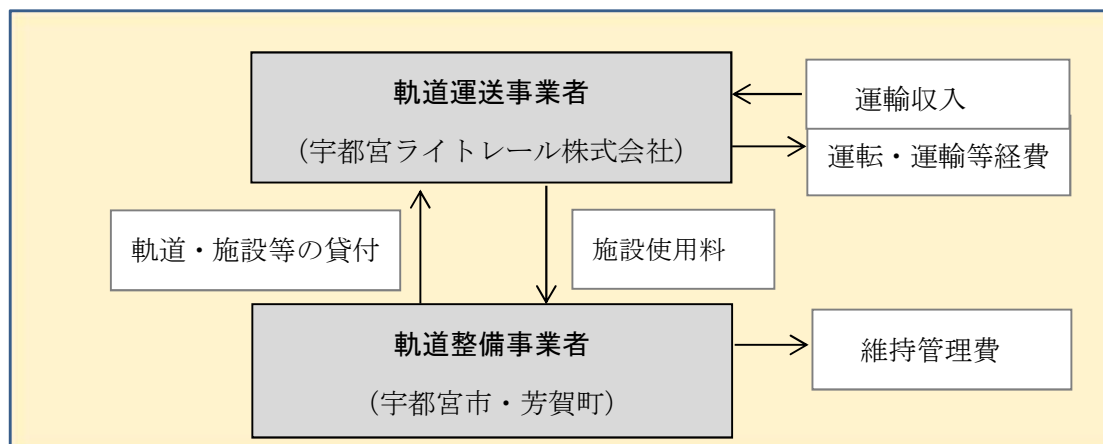 軌道運送事業者
（宇都宮ライトレール株式会社）
運輸収入
運転・運輸等経費
軌道・施設等の貸付
施設使用料
軌道整備事業者
（宇都宮市・芳賀町）
維持管理費